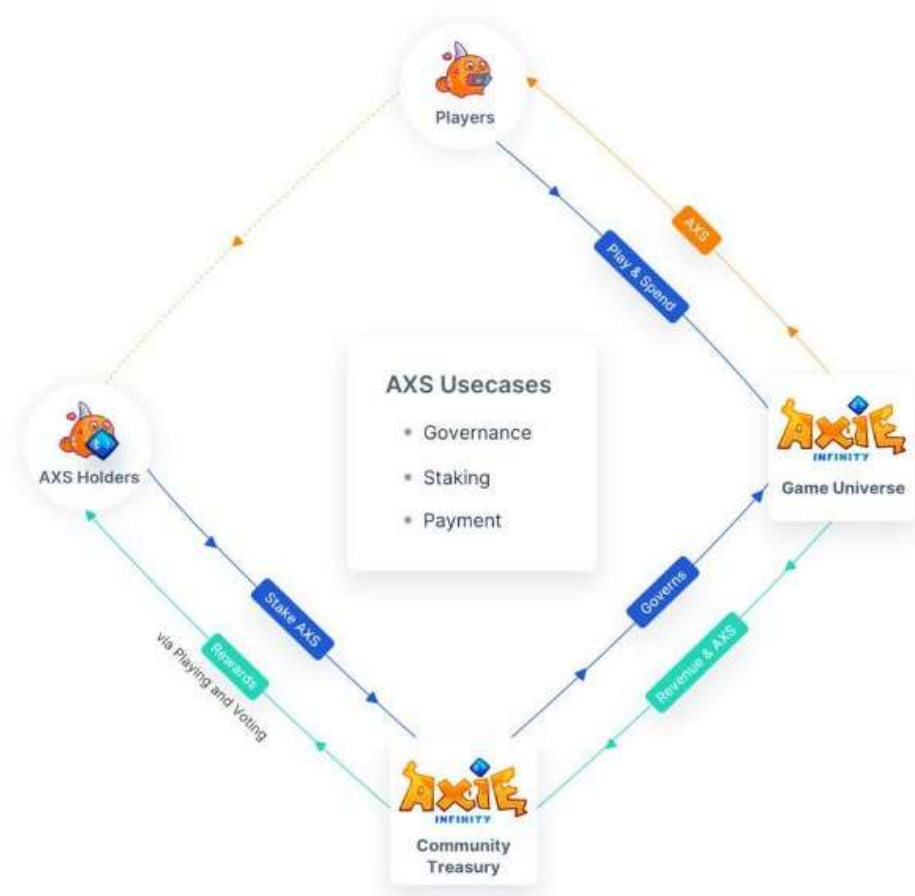 Players
AXS
Play & Spend
AXS Usecases
Governance
Staking
Payment
AXIE
INFINITY
Game Universe
AXS Holders
Stake AXS
Governs
Rewards
via Playing and Voting
Revenue & AXS
AXIE
INFINITY
Community
Treasury